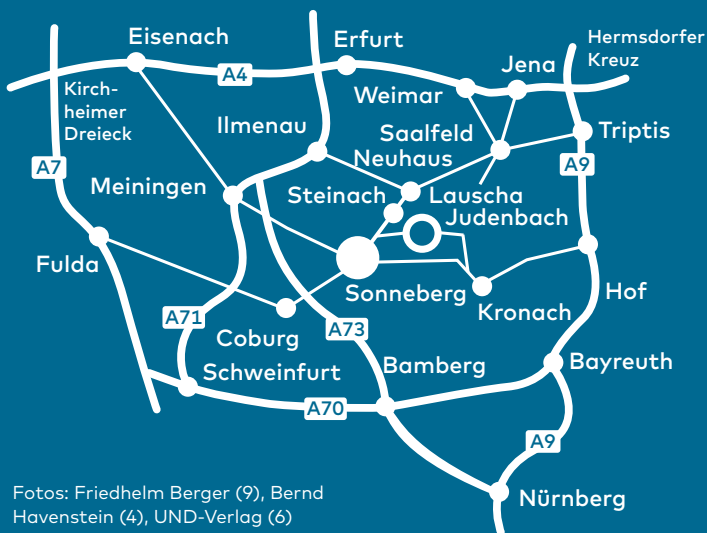 Eisenach
Erfurt
Hermsdorfer
Kreuz
A4
Jena
Kirch-
heimer
Dreieck
Weimar
Ilmenau
Saalfeld
Triptis
Neuhaus
A7
A9
Meiningen
Steinach
Lauscha
Judenbach
Fulda
Sonneberg
Hof
Kronach
A71
Coburg
A73
Schweinfurt
Bamberg
Bayreuth
A70
A9
Fotos: Friedhelm Berger (9), Bernd
Havenstein (4), UND-Verlag (6)
Nürnberg